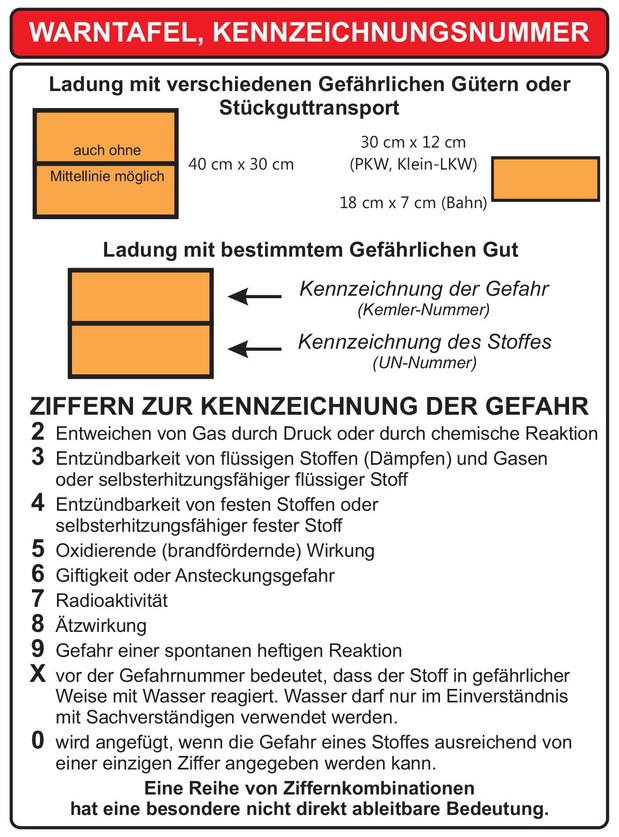 WARNTAFEL, KENNZEICHNUNGSNUMMER
Ladung mit verschiedenen Gefährlichen Gütern oder
Stückguttransport
auch ohne
Mittellinie möglich
40 cm x 30 cm
30 cm x 12 cm
(PKW, Klein-LKW)
18 cm x 7 cm (Bahn)
Ladung mit bestimmtem Gefährlichen Gut
Kennzeichnung der Gefahr
(Kemler-Nummer)
Kennzeichnung des Stoffes
(UN-Nummer)
ZIFFERN ZUR KENNZEICHNUNG DER GEFAHR
2 Entweichen von Gas durch Druck oder durch chemische Reaktion
3 Entzündbarkeit von flüssigen Stoffen (Dämpfen) und Gasen
oder selbsterhitzungsfähiger flüssiger Stoff
4 Entzündbarkeit von festen Stoffen oder
selbsterhitzungsfähiger fester Stoff
5 Oxidierende (brandfördernde) Wirkung
6 Giftigkeit oder Ansteckungsgefahr
7 Radioaktivität
8 Ätzwirkung
9 Gefahr einer spontanen heftigen Reaktion
X vor der Gefahrnummer bedeutet, dass der Stoff in gefährlicher
Weise mit Wasser reagiert. Wasser darf nur im Einverständnis
mit Sachverständigen verwendet werden.
0 wird angefügt, wenn die Gefahr eines Stoffes ausreichend von
einer einzigen Ziffer angegeben werden kann.
Eine Reihe von Ziffernkombinationen
hat eine besondere nicht direkt ableitbare Bedeutung.